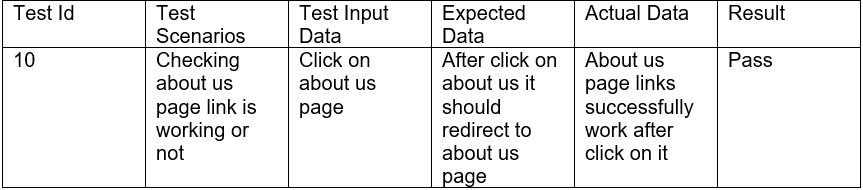 Test Id
Test
Scenarios
Test Input
Data
Expected
Data
Actual Data
Result
10
Checking
about us
page link is
working or
not
Click on
about us
page
After click on
about us it
should
redirect to
about us
page
About us
page links
successfully
work after
click on it
Pass